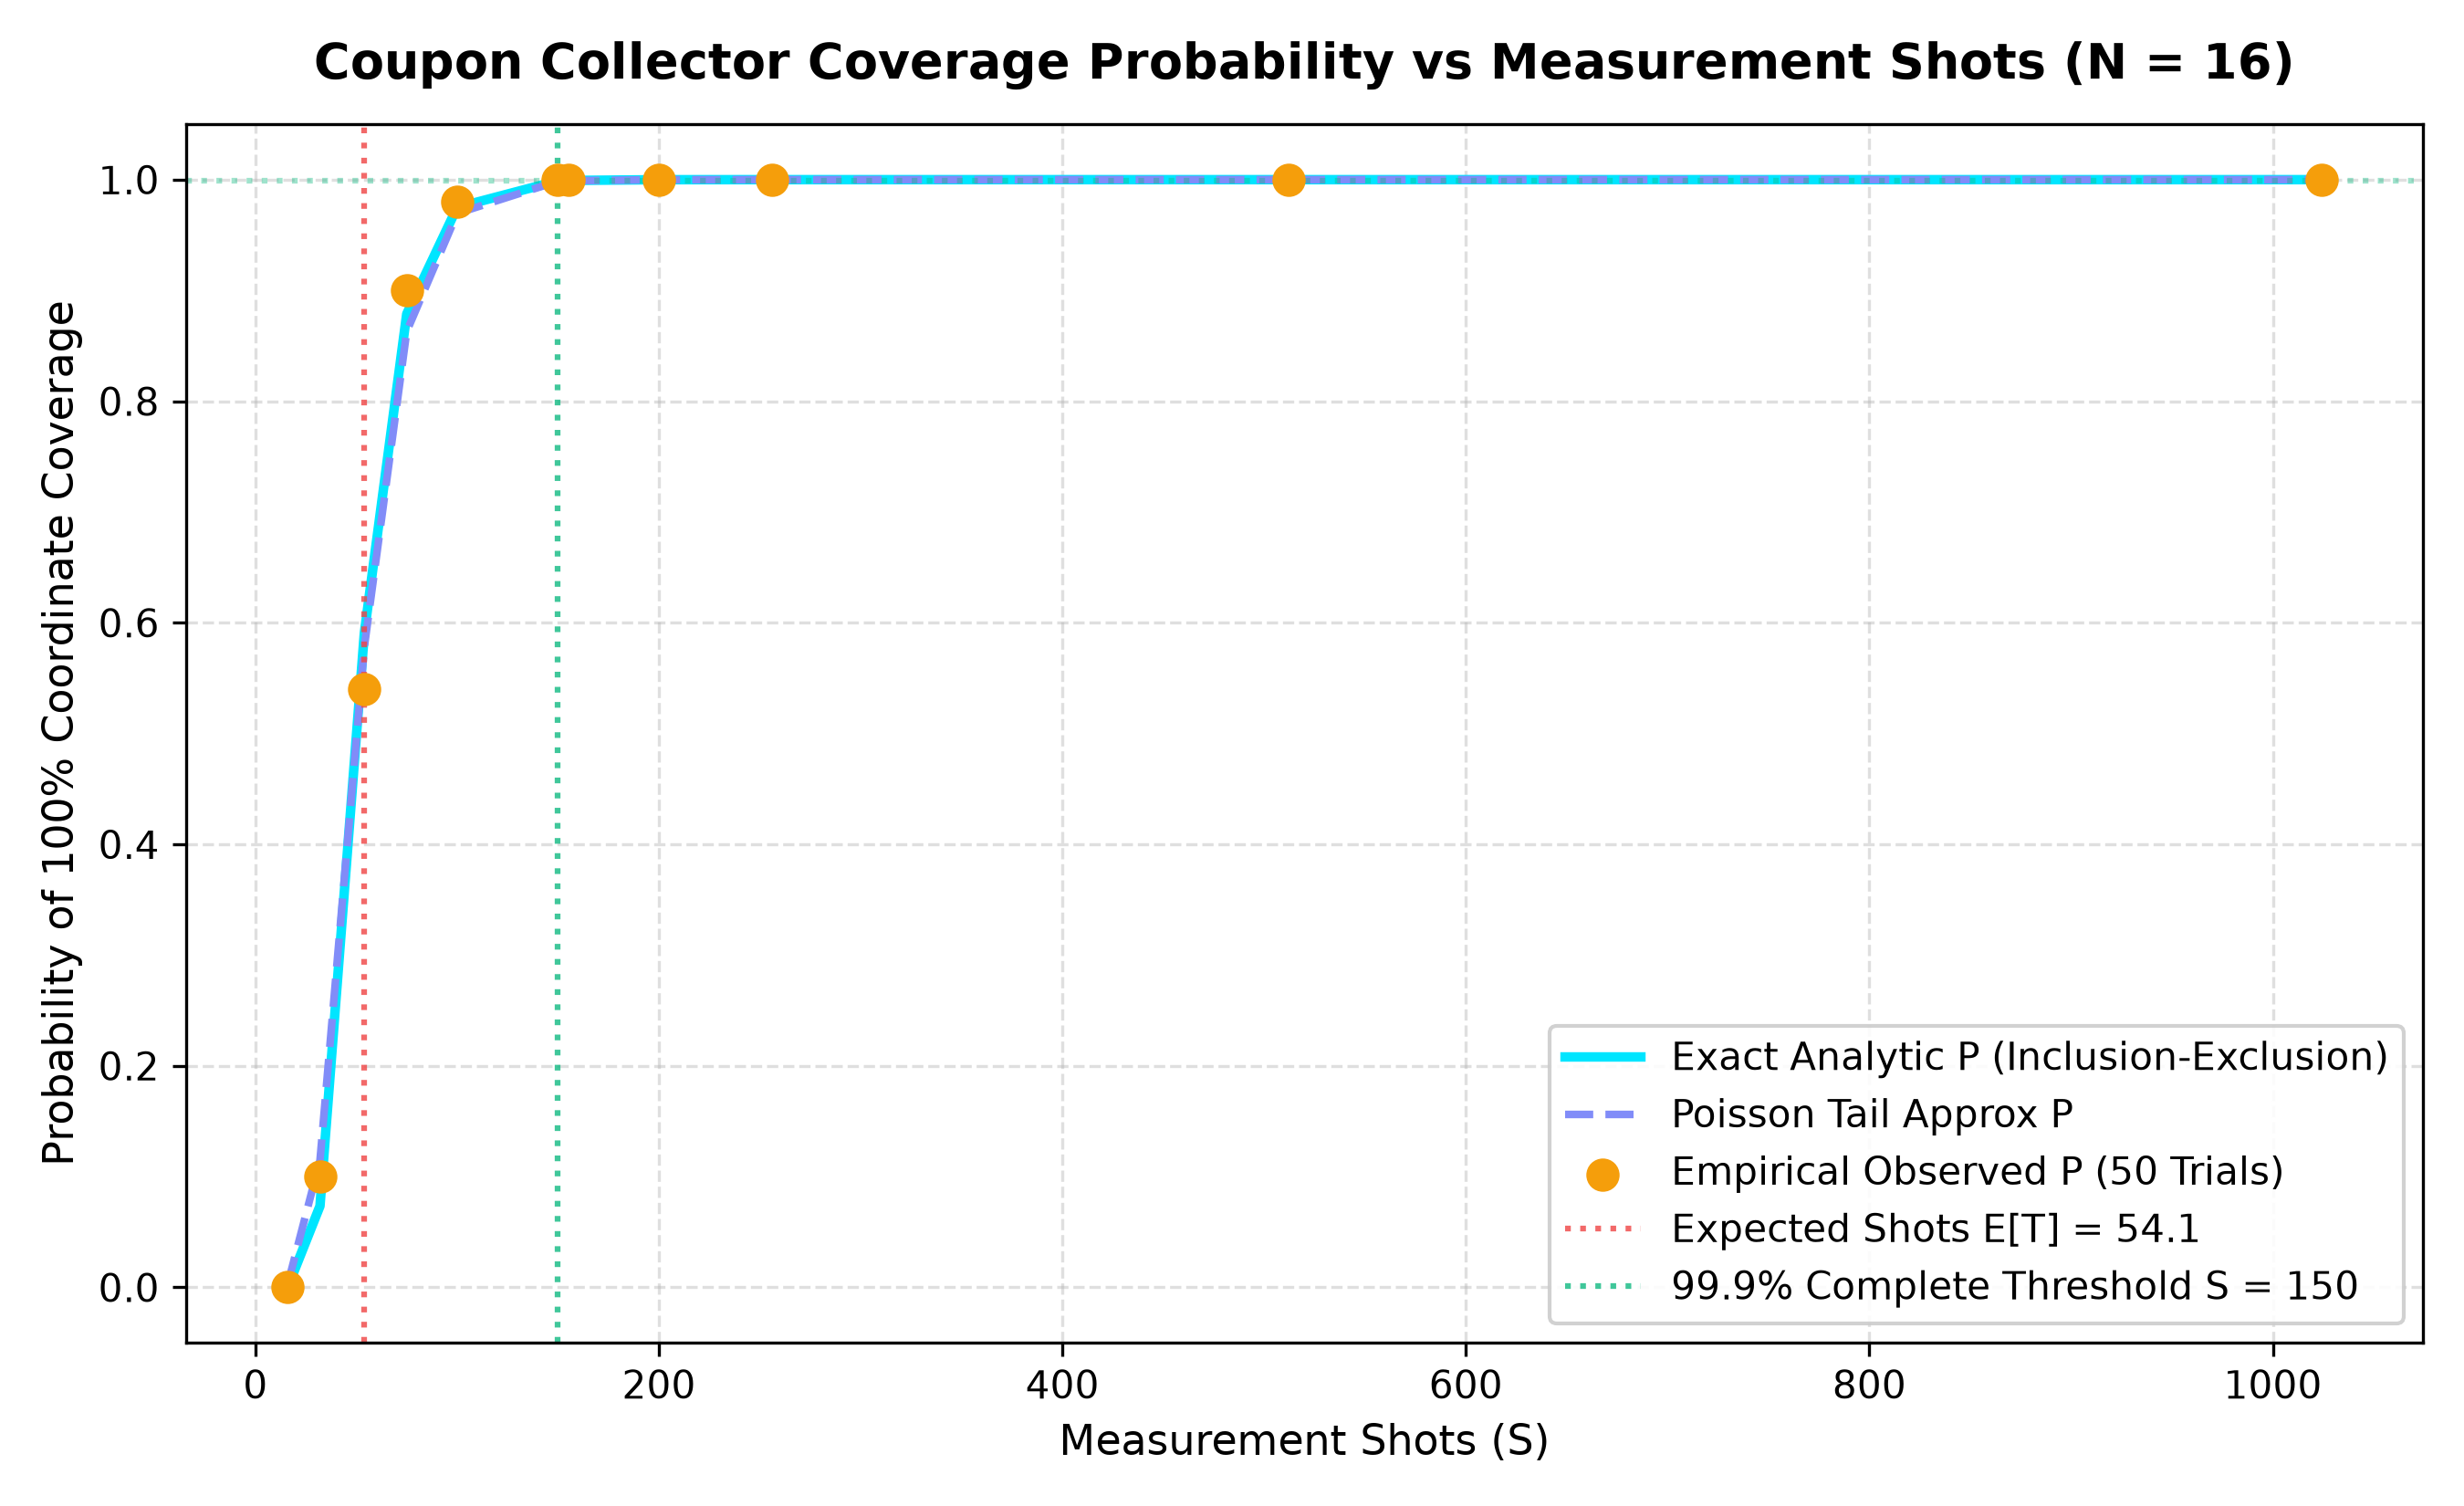 Coupon Collector Coverage Probability vs Measurement Shots (N = 16)
Probability of 100% Coordinate Coverage
1.0
0.8
0.6
0.4
0.2
0.0
Exact Analytic P (Inclusion-Exclusion)
Poisson Tail Approx P
Empirical Observed P (50 Trials)
Expected Shots E[T] = 54.1
99.9% Complete Threshold S = 150
0 200 400 600 800 1000
Measurement Shots (S)